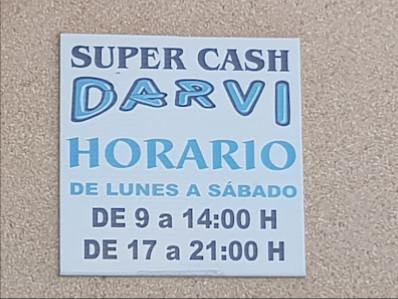 SUPER CASH
DARVI
HORARIO
DE LUNES A SÁBADO
DE 9 a 14:00 H
DE 17 a 21:00 H